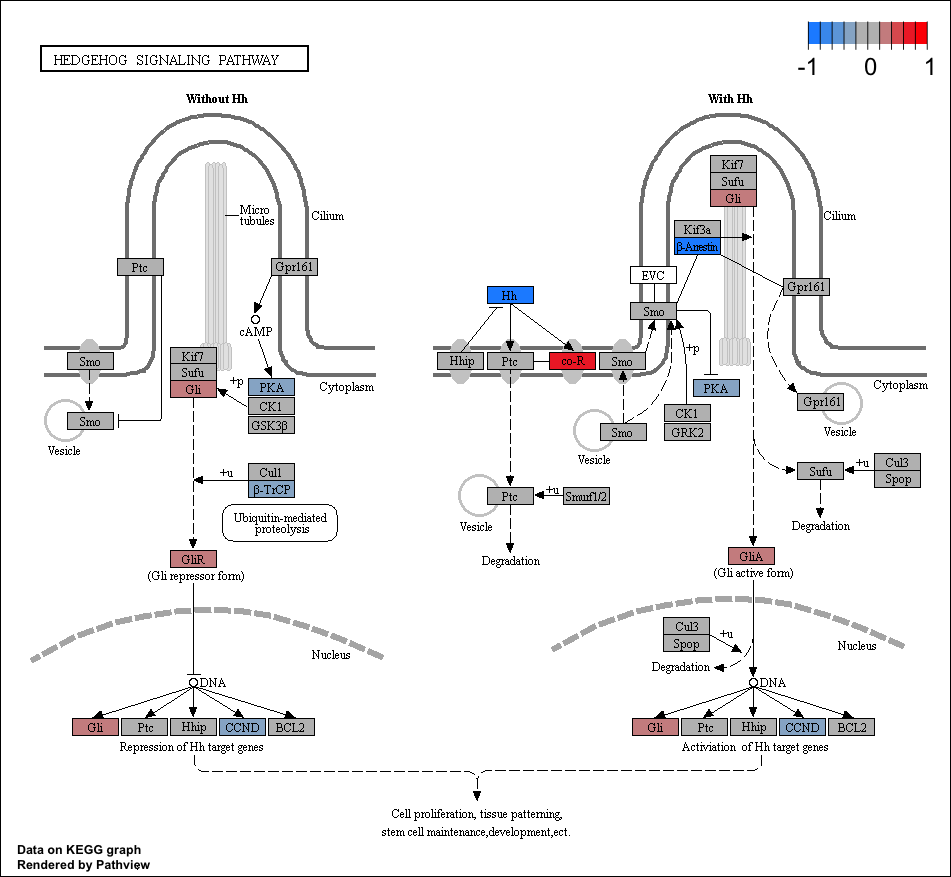 HEDGEHOG SIGNALING PATHWAY
-1 0 1
Without Hh
With Hh
Micro
tubules
Cilium
Ptc
Gpr161
cAMP
Smo
Kif7
Sufu
Gli
+p
PKA
CK1
GSK3β
Cytoplasm
Smo
Vesicle
+u
Cul1
β-TrCP
Ubiquitin-mediated
proteolysis
GliR
(Gli repressor form)
Nucleus
DNA
Gli
Ptc
Hhip
CCND
BCL2
Repression of Hh target genes
Kif7
Sufu
Gli
Cilium
Kif3a
β-Arrestin
EVC
Gpr161
Hh
Smo
+p
Hhip
Ptc
co-R
Smo
PKA
Cytoplasm
CK1
GRK2
Gpr161
Vesicle
Smo
Vesicle
Sufu
+u
Cul3
Spop
Degradation
Ptc
+u
Smurf1/2
Vesicle
Degradation
GliA
(Gli active form)
Cul3
Spop
+u
Degradation
Nucleus
DNA
Gli
Ptc
Hhip
CCND
BCL2
Activiation of Hh target genes
Cell proliferation, tissue patterning,
stem cell maintenance,development,ect.
Data on KEGG graph
Rendered by Pathview